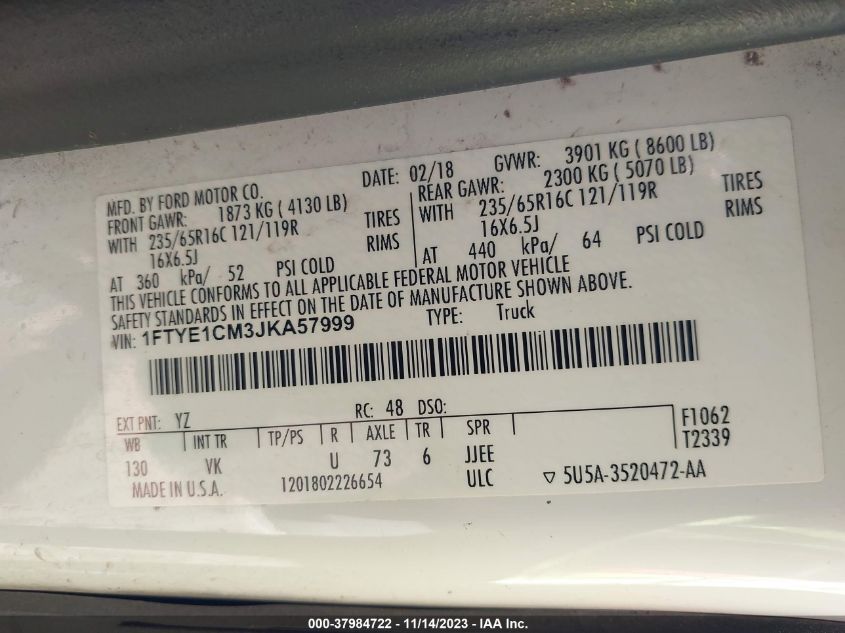 MFD. BY FORD MOTOR CO. DATE: 02/18 GVWR: 3901 KG ( 8600 LB)
FRONT GAWR: 1873 KG ( 4130 LB) REAR GAWR: 2300 KG ( 5070 LB)
WITH 235/65R16C 121/119R TIRES WITH 235/65R16C 121/119R TIRES
16X6.5J RIMS 16X6.5J RIMS
AT 360 kPa/ 52 PSI COLD AT 440 kPa/ 64 PSI COLD
THIS VEHICLE CONFORMS TO ALL APPLICABLE FEDERAL MOTOR VEHICLE
SAFETY STANDARDS IN EFFECT ON THE DATE OF MANUFACTURE SHOWN ABOVE.
VIN: 1FTYE1CM3JKA57999 TYPE: Truck
EXT PNT: YZ RC: 48 DSO:
WB INT TR TP/PS R AXLE TR SPR F1062
130 VK U 73 6 JJEE T2339
MADE IN U.S.A. 1201802226654 ULC ▽ 5U5A-3520472-AA
000-37984722 - 11/14/2023 - IAA Inc.